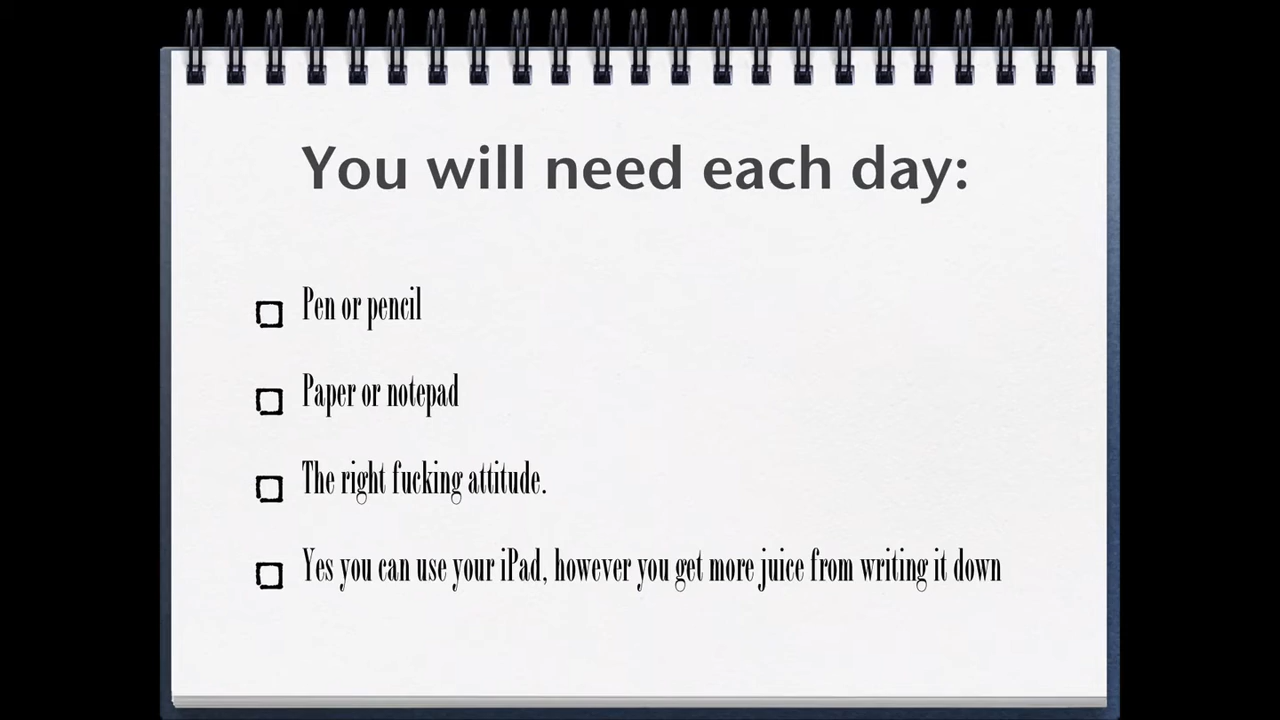 You will need each day:
Pen or pencil
Paper or notepad
The right fucking attitude.
Yes you can use your iPad, however you get more juice from writing it down